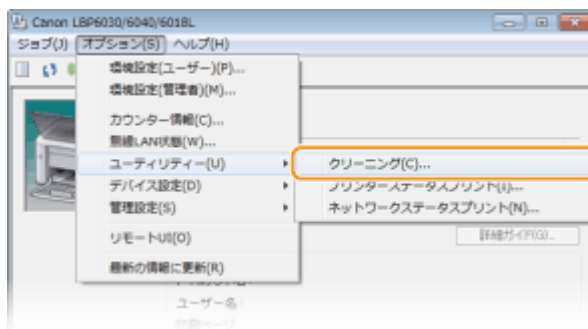 Canon LBP6030/6040/6018L
ジョブ(J) オプション(S) ヘルプ(H)
環境設定(ユーザー)(P)...
環境設定(管理者)(M)...
カウンター情報(C)...
無線LAN状態(W)...
ユーティリティー(U)
クリーニング(C)...
デバイス設定(D)
プリンターステータスプリント(I)...
管理設定(S)
ネットワークステータスプリント(N)...
リモートUI(O)
詳細ガイド(G)...
最新の情報に更新(R)
ユーザー名: